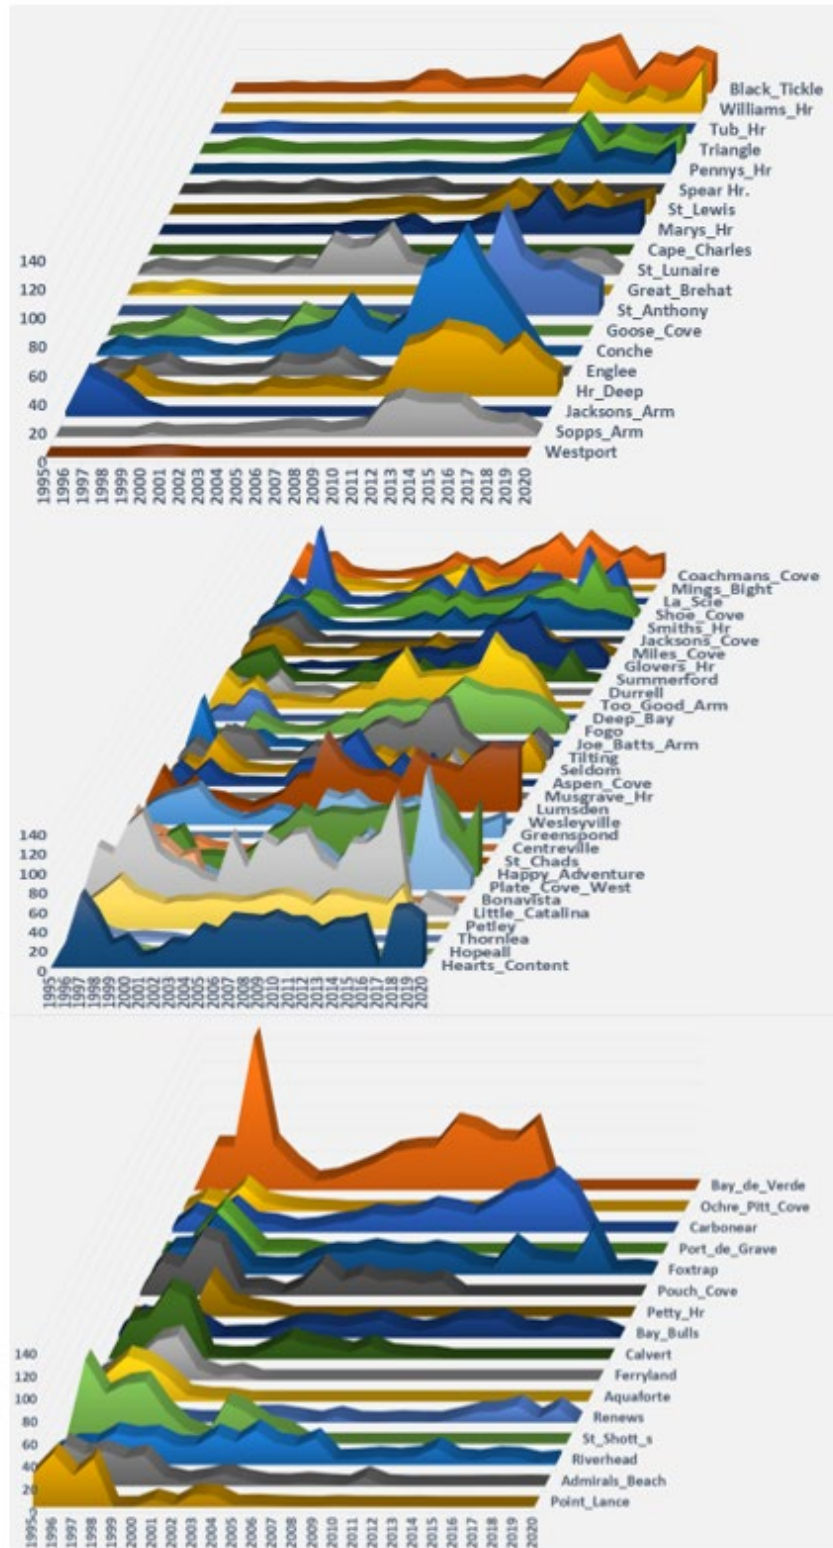 Black_Tickle
Williams_Hr
Tub_Hr
Triangle
Pennys_Hr
Spear Hr.
St_Lewis
Marys_Hr
Cape_Charles
St_Lunaire
Great_Brehat
St_Anthony
Goose_Cove
Conche
Englee
Hr_Deep
Jacksons_Arm
Sopps_Arm
Westport
140
120
100
80
60
40
20
0
1995
1996
1997
1998
1999
2000
2001
2002
2003
2004
2005
2006
2007
2008
2009
2010
2011
2012
2013
2014
2015
2016
2017
2018
2019
2020
Coachmans_Cove
Mings_Bight
La_Scie
Shoe_Cove
Smiths_Hr
Jacksons_Cove
Miles_Cove
Glovers_Hr
Summerford
Durrell
Too_Good_Arm
Deep_Bay
Fogo
Joe_Batts_Arm
Tilting
Seldom
Aspen_Cove
Musgrave_Hr
Lumsden
Wesleyville
Greenspond
Centreville
St_Chads
Happy_Adventure
Plate_Cove_West
Bonavista
Little_Catalina
Petley
Thornlea
Hopeall
Hearts_Content
140
120
100
80
60
40
20
0
1995
1996
1997
1998
1999
2000
2001
2002
2003
2004
2005
2006
2007
2008
2009
2010
2011
2012
2013
2014
2015
2016
2017
2018
2019
2020
Bay_de_Verde
Ochre_Pitt_Cove
Carbonear
Port_de_Grave
Foxtrap
Pouch_Cove
Petty_Hr
Bay_Bulls
Calvert
Ferryland
Aquaforte
Renews
St_Shott_s
Riverhead
Admirals_Beach
Point_Lance
140
120
100
80
60
40
20
0
1995
1996
1997
1998
1999
2000
2001
2002
2003
2004
2005
2006
2007
2008
2009
2010
2011
2012
2013
2014
2015
2016
2017
2018
2019
2020